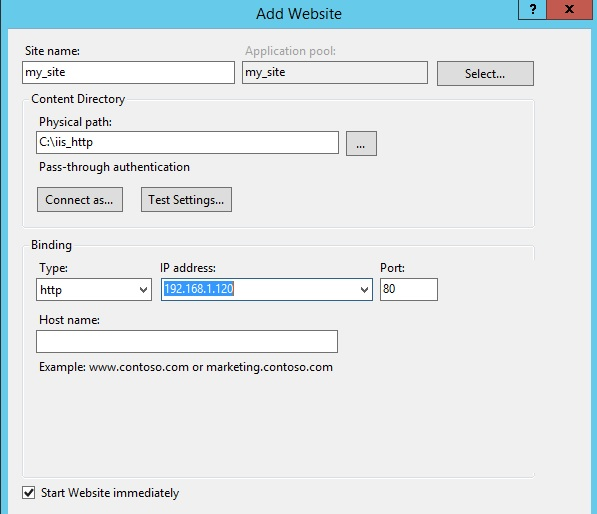 Add Website
? x
Site name: Application pool:
my_site my_site Select...
Content Directory
Physical path:
C:\iis_http ...
Pass-through authentication
Connect as... Test Settings...
Binding
Type: IP address: Port:
http 192.168.1.120 80
Host name:
Example: www.contoso.com or marketing.contoso.com
Start Website immediately